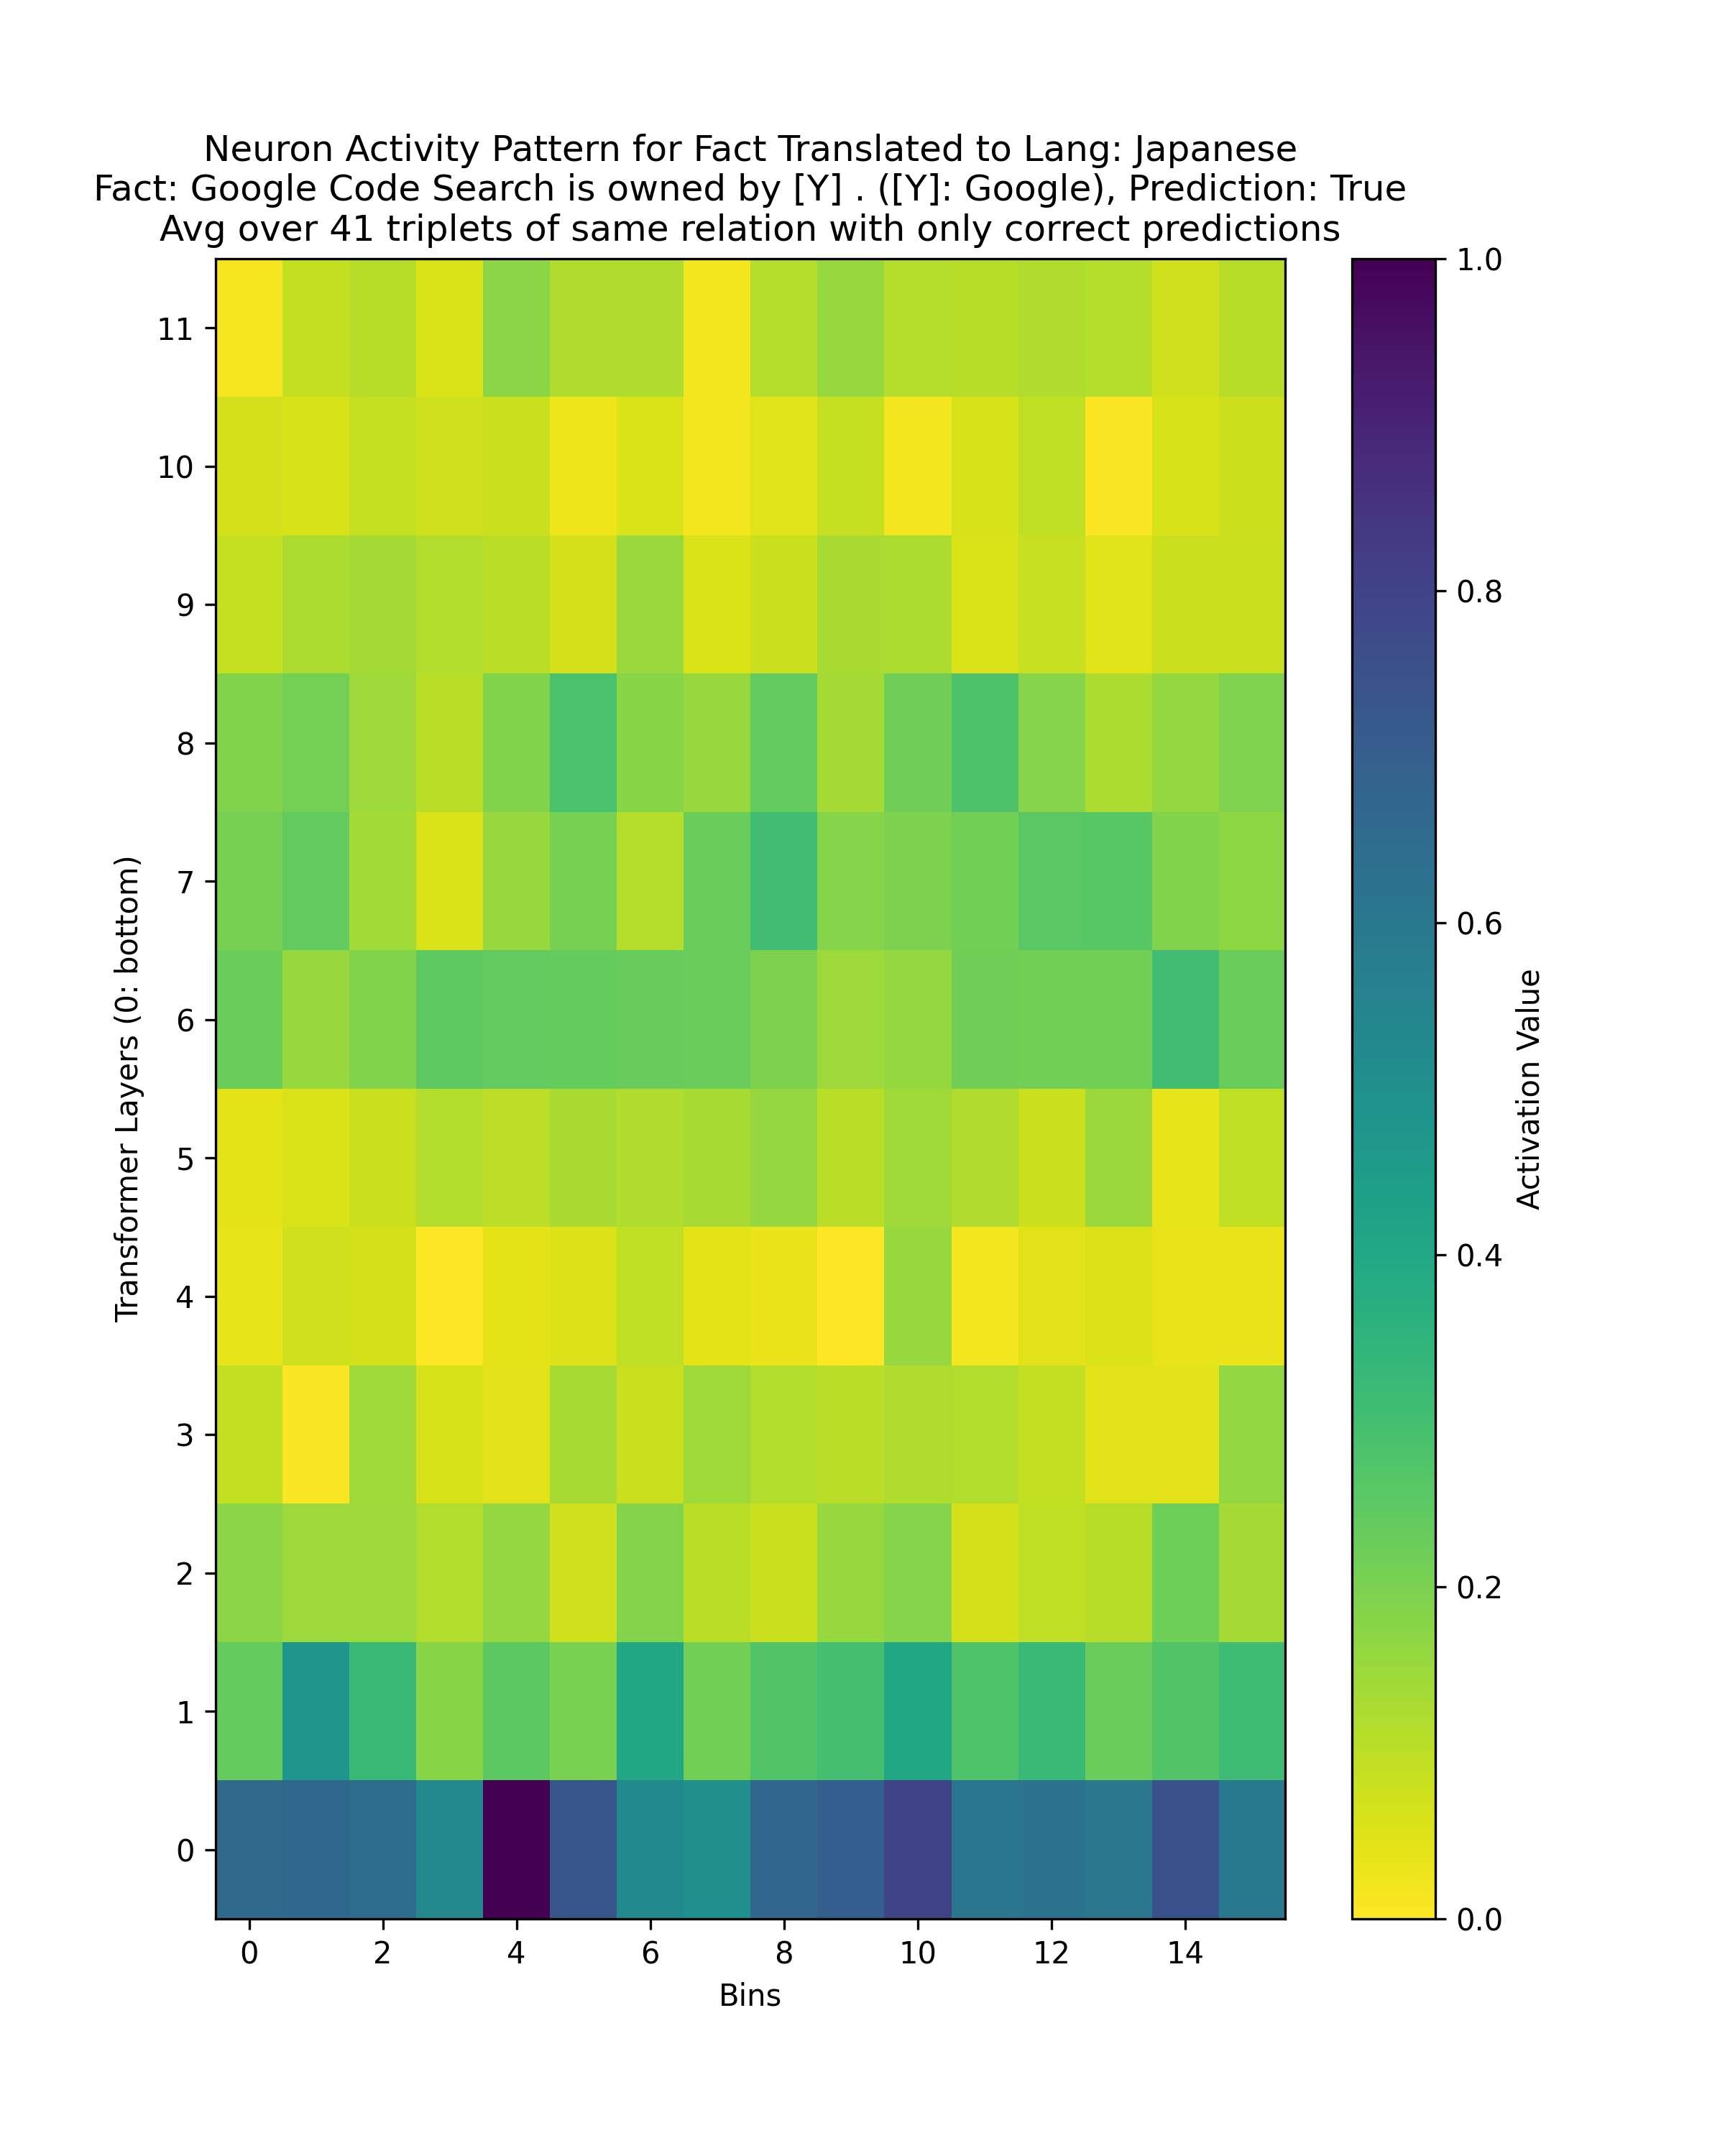 Neuron Activity Pattern for Fact Translated to Lang: Japanese
Fact: Google Code Search is owned by [Y] . ([Y]: Google), Prediction: True
Avg over 41 triplets of same relation with only correct predictions
11
10
9
8
7
6
5
4
3
2
1
0
Transformer Layers (0: bottom)
0 2 4 6 8 10 12 14
Bins
1.0
0.8
0.6
0.4
0.2
0.0
Activation Value